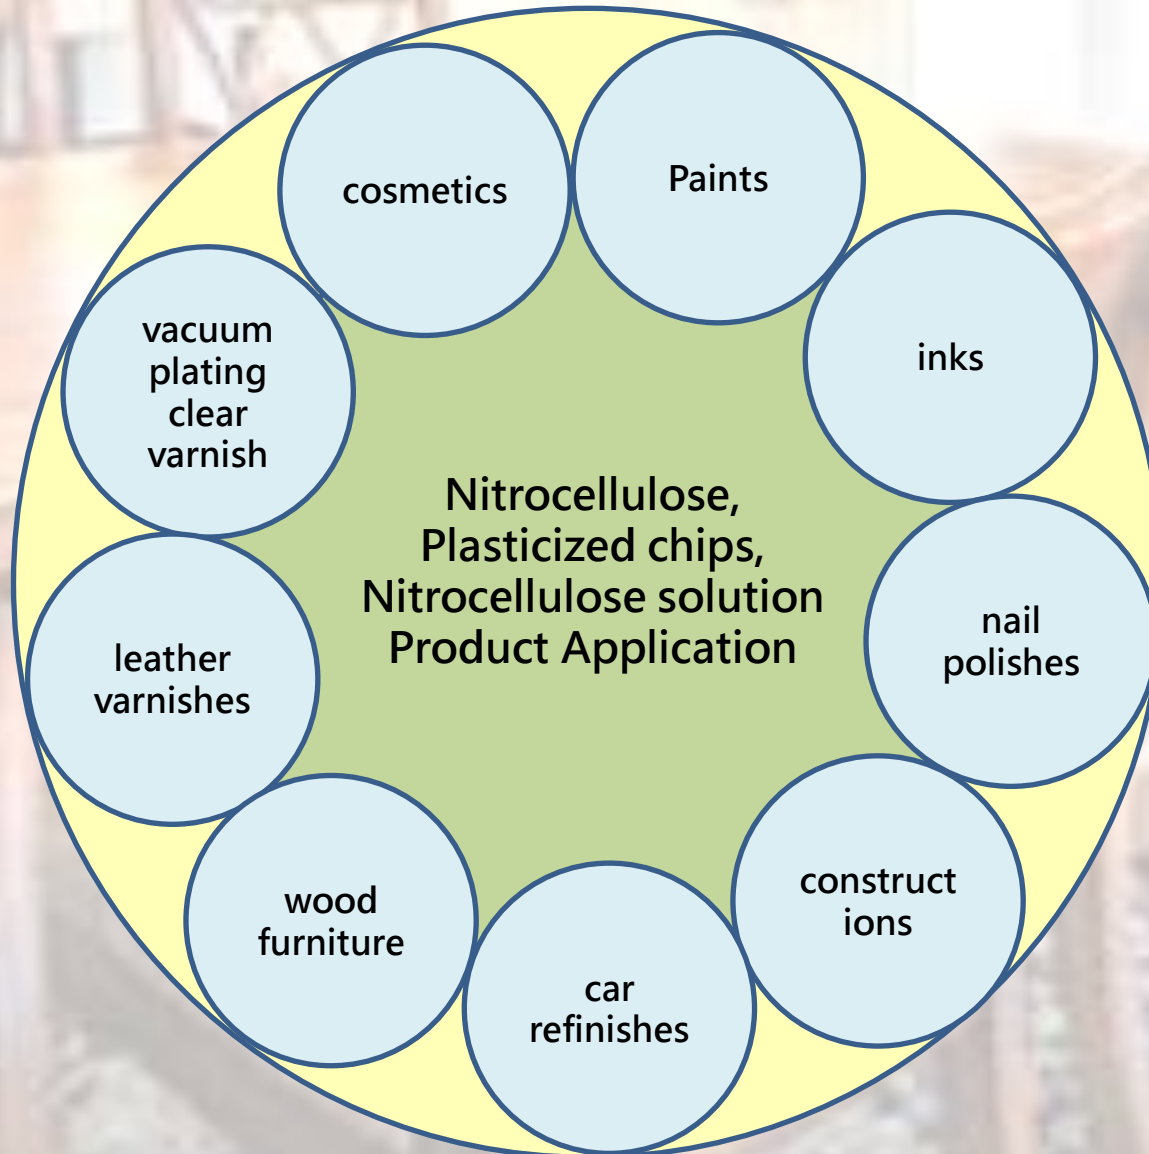 cosmetics
Paints
inks
vacuum
plating
clear
varnish
Nitrocellulose,
Plasticized chips,
Nitrocellulose solution
Product Application
nail
polishes
leather
varnishes
construct
ions
wood
furniture
car
refinishes